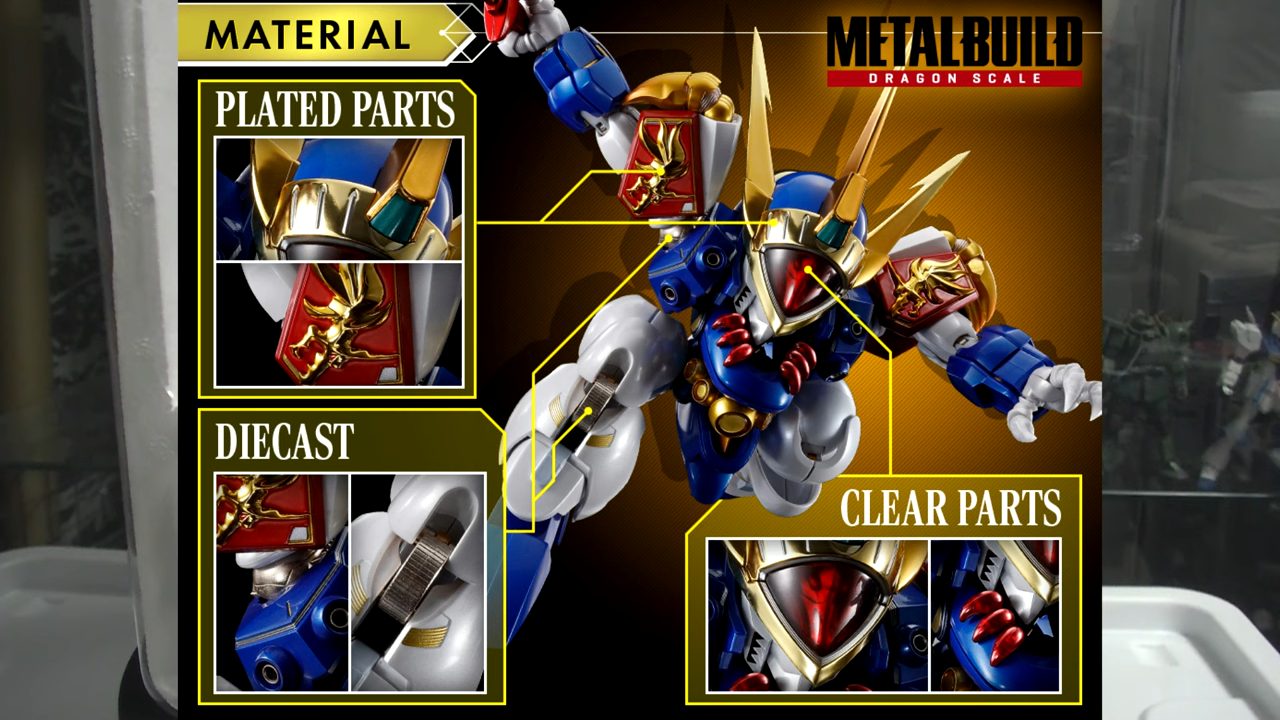 MATERIAL
METALBUILD
DRAGON SCALE
PLATED PARTS
DIECAST
CLEAR PARTS